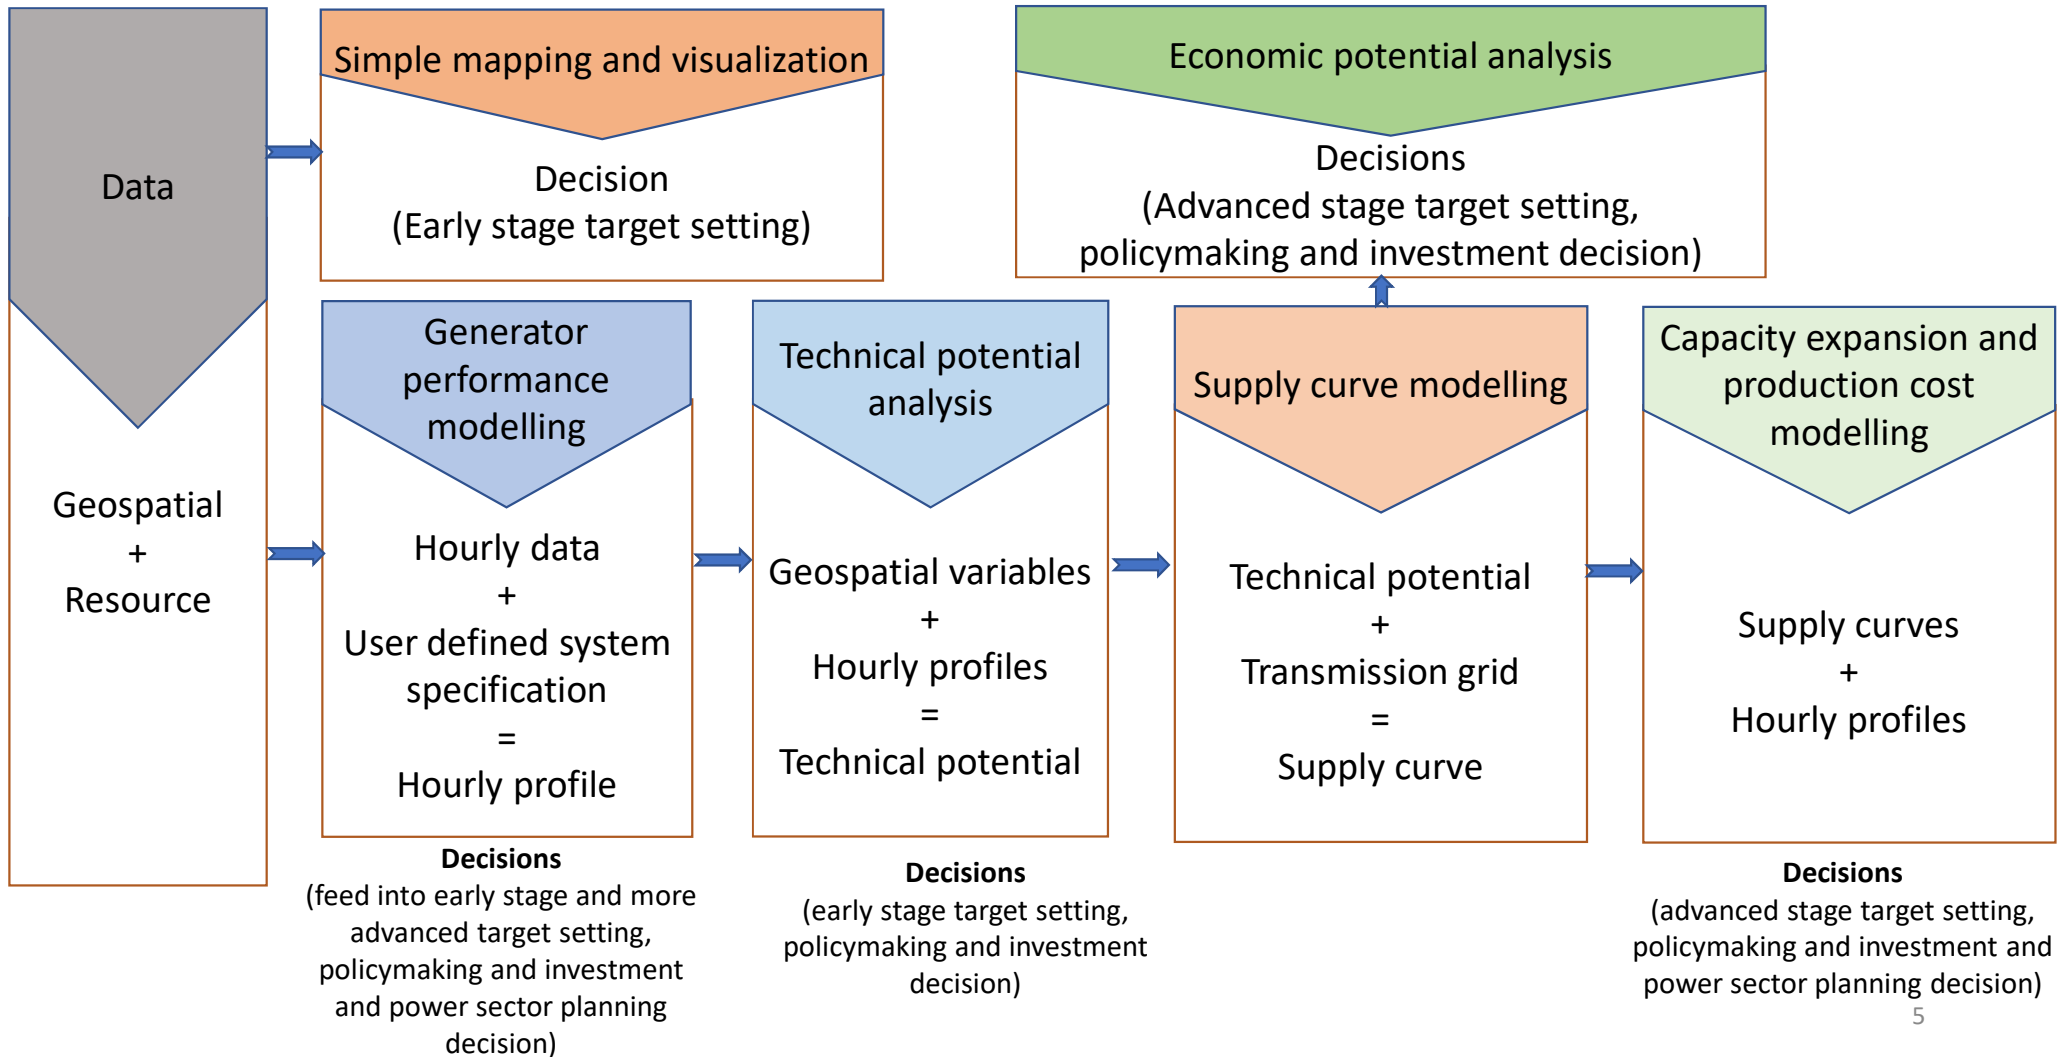 Data
Geospatial
+
Resource
Simple mapping and visualization
Decision
(Early stage target setting)
Economic potential analysis
Decisions
(Advanced stage target setting,
policymaking and investment decision)
Generator
performance
modelling
Hourly data
+
User defined system
specification
=
Hourly profile
Decisions
(feed into early stage and more
advanced target setting,
policymaking and investment
and power sector planning
decision)
Technical potential
analysis
Geospatial variables
+
Hourly profiles
=
Technical potential
Decisions
(early stage target setting,
policymaking and investment
decision)
Supply curve modelling
Technical potential
+
Transmission grid
=
Supply curve
Capacity expansion and
production cost
modelling
Supply curves
+
Hourly profiles
Decisions
(advanced stage target setting,
policymaking and investment and
power sector planning decision)
5